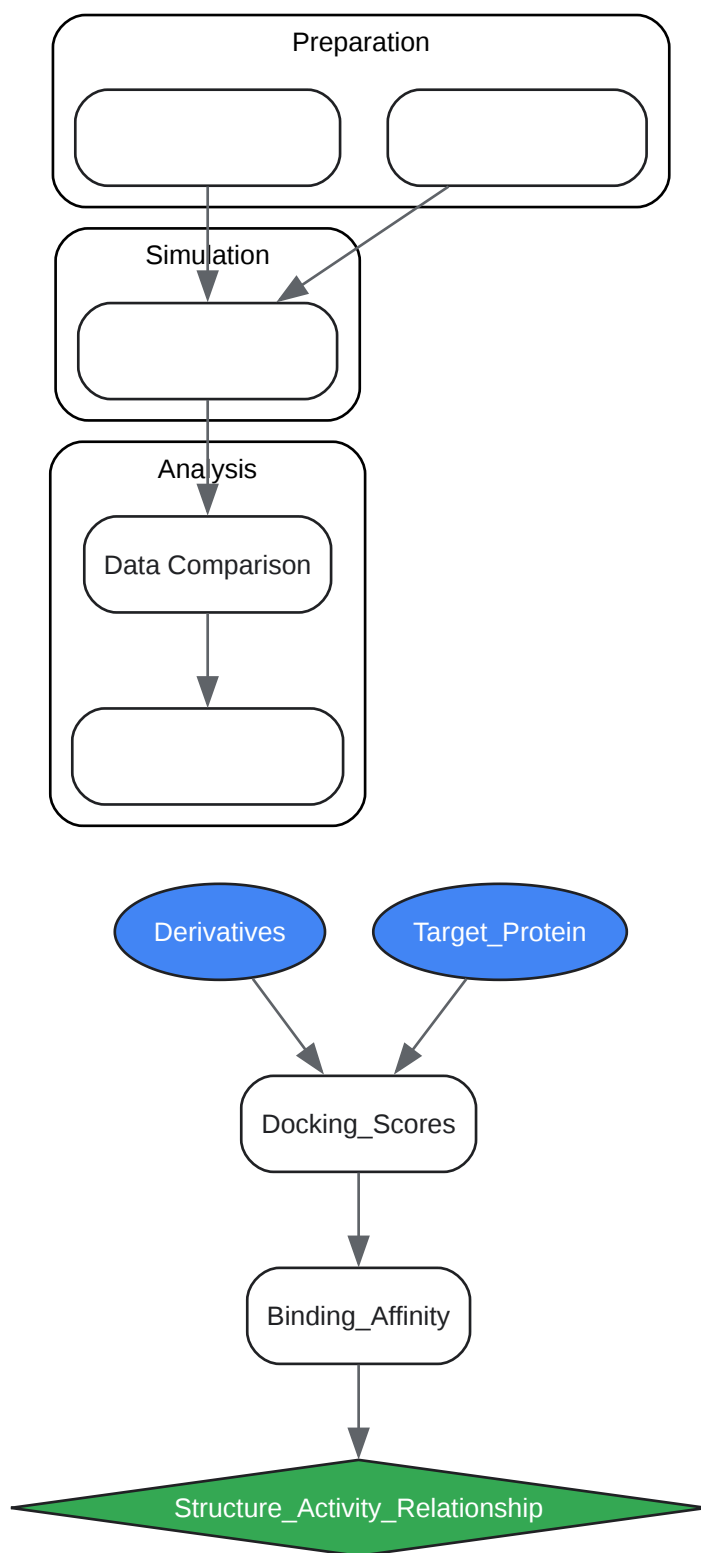 Preparation
Simulation
Analysis
Data Comparison
Derivatives
Target_Protein
Docking_Scores
Binding_Affinity
Structure_Activity_Relationship